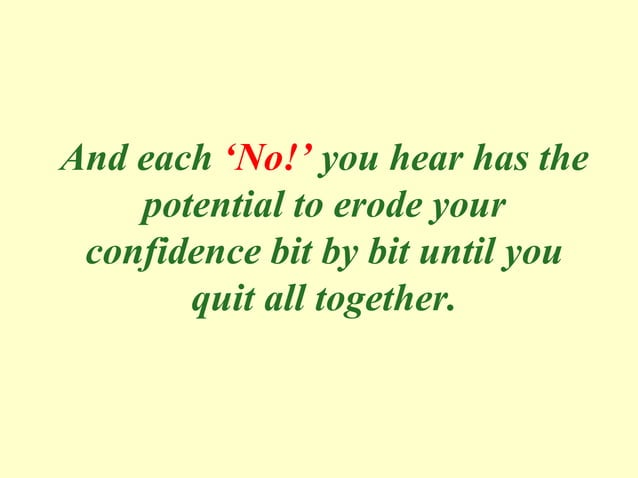 And each ‘No!’ you hear has the
potential to erode your
confidence bit by bit until you
quit all together.